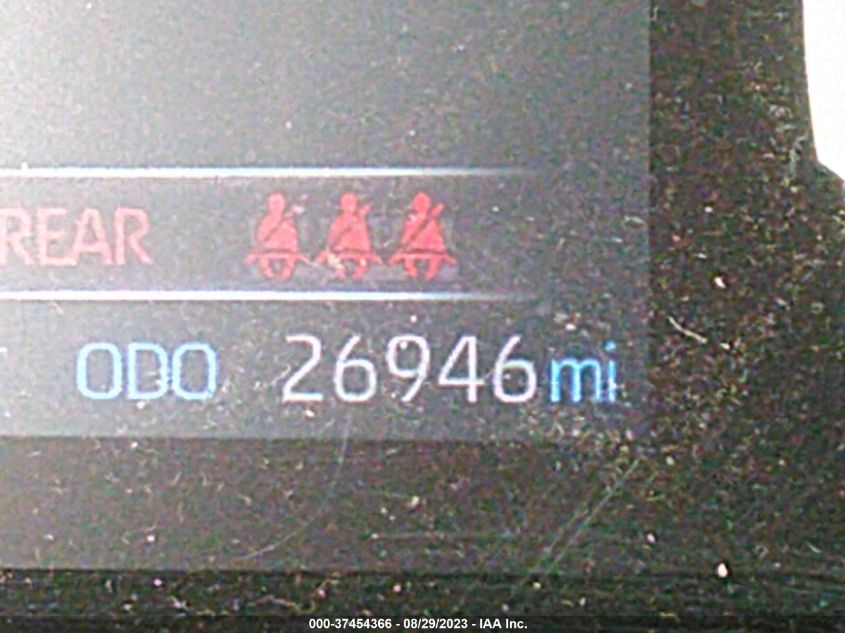 REAR
ODO 26946mi
000-37454366 - 08/29/2023 - IAA Inc.